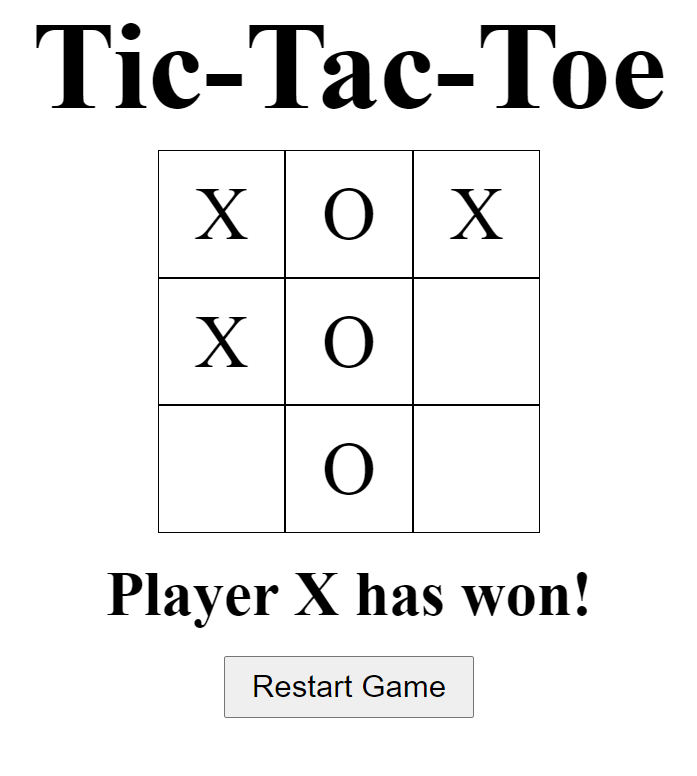 Tic-Tac-Toe
X O X
X O
O
Player X has won!
Restart Game